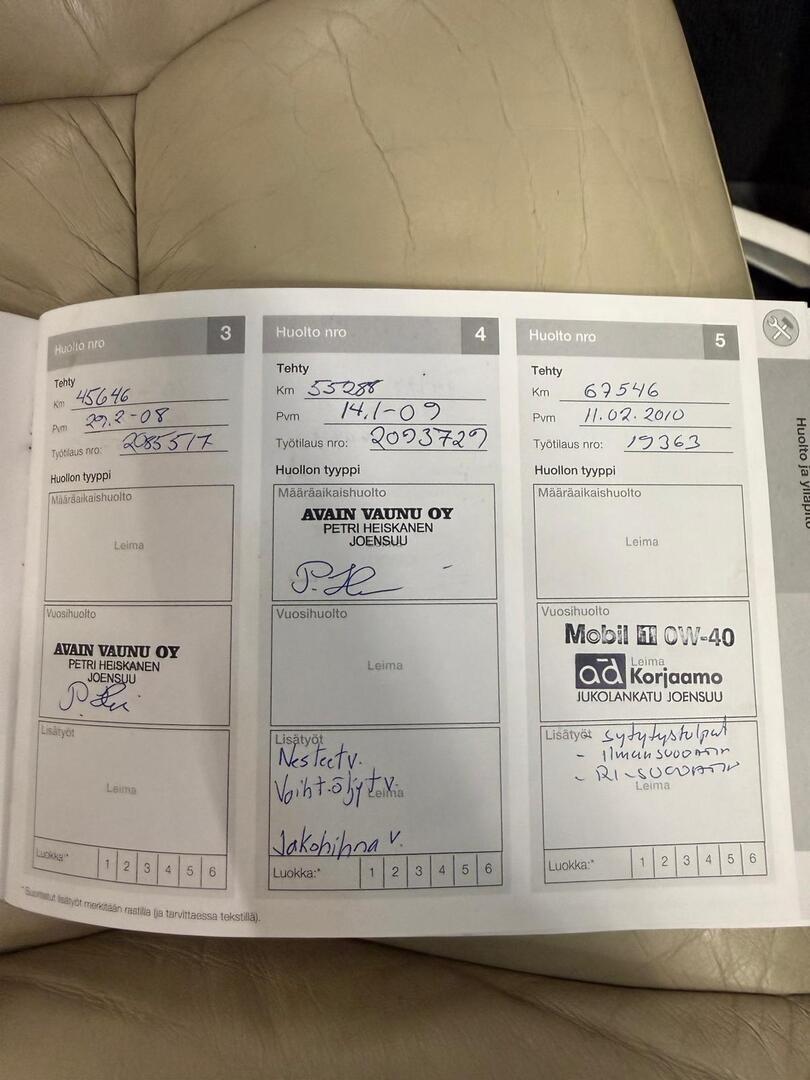 Huolto nro 3
Tehty
Km 45646
Pvm 29.2-08
Työtilaus nro: 2085517
Huollon tyyppi
Määräaikaishuolto
Leima
Vuosihuolto
AVAIN VAUNU OY
PETRI HEISKANEN
JOENSUU
Lisätyöt
Leima
Luokka:* 1 2 3 4 5 6
Huolto nro 4
Tehty
Km 55288
Pvm 14.1-09
Työtilaus nro: 2093729
Huollon tyyppi
Määräaikaishuolto
AVAIN VAUNU OY
PETRI HEISKANEN
JOENSUU
Vuosihuolto
Leima
Lisätyöt
Nesteet v.
Voiht.öljyt v.
Leima
Jakohihna v.
Luokka:* 1 2 3 4 5 6
Huolto nro 5
Tehty
Km 67546
Pvm 11.02.2010
Työtilaus nro: 19363
Huollon tyyppi
Määräaikaishuolto
Leima
Vuosihuolto
Mobil 1 0W-40
Leima
ad Korjaamo
JUKOLANKATU JOENSUU
Lisätyöt sytytystulpat
- Ilmansuodatin
- RI-suodatin
Leima
Luokka:* 1 2 3 4 5 6
* Suoritetut lisätyöt merkitään rastilla (ja tarvittaessa tekstillä).
Huolto ja ylläpito